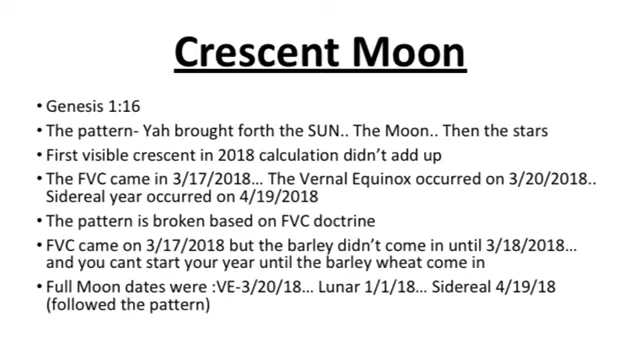 Crescent Moon
• Genesis 1:16
• The pattern- Yah brought forth the SUN.. The Moon.. Then the stars
• First visible crescent in 2018 calculation didn't add up
• The FVC came in 3/17/2018... The Vernal Equinox occurred on 3/20/2018..
Sidereal year occurred on 4/19/2018
• The pattern is broken based on FVC doctrine
• FVC came on 3/17/2018 but the barley didn't come in until 3/18/2018...
and you cant start your year until the barley wheat come in
• Full Moon dates were :VE-3/20/18... Lunar 1/1/18... Sidereal 4/19/18
(followed the pattern)